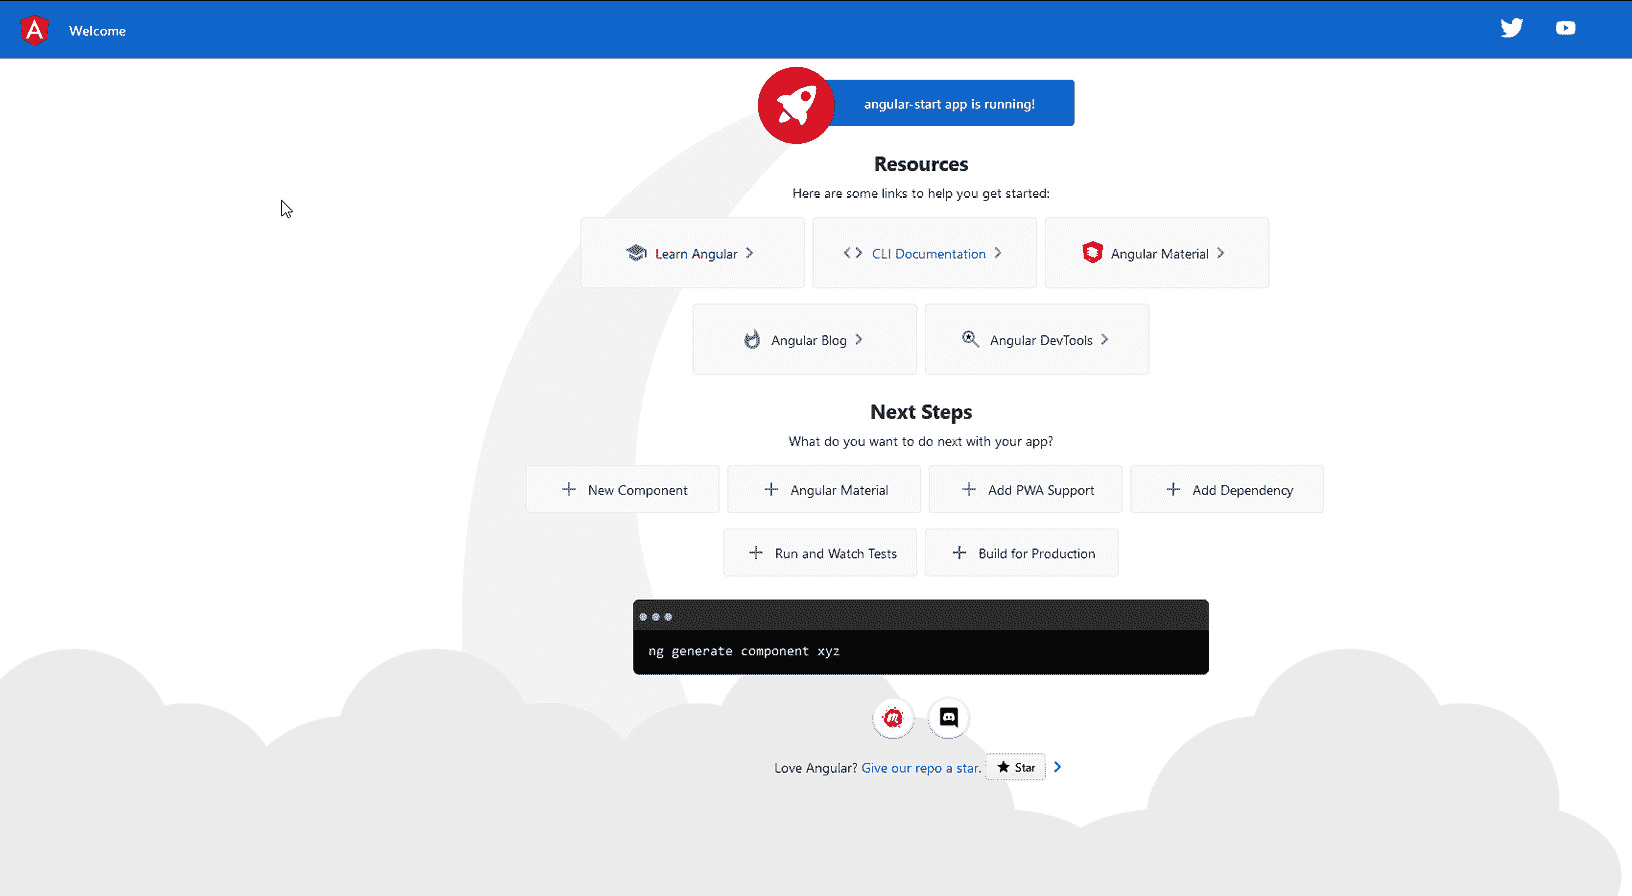 Welcome
angular-start app is running!
Resources
Here are some links to help you get started:
Learn Angular
CLI Documentation
Angular Material
Angular Blog
Angular DevTools
Next Steps
What do you want to do next with your app?
New Component
Angular Material
Add PWA Support
Add Dependency
Run and Watch Tests
Build for Production
ng generate component xyz
Love Angular? Give our repo a star. Star